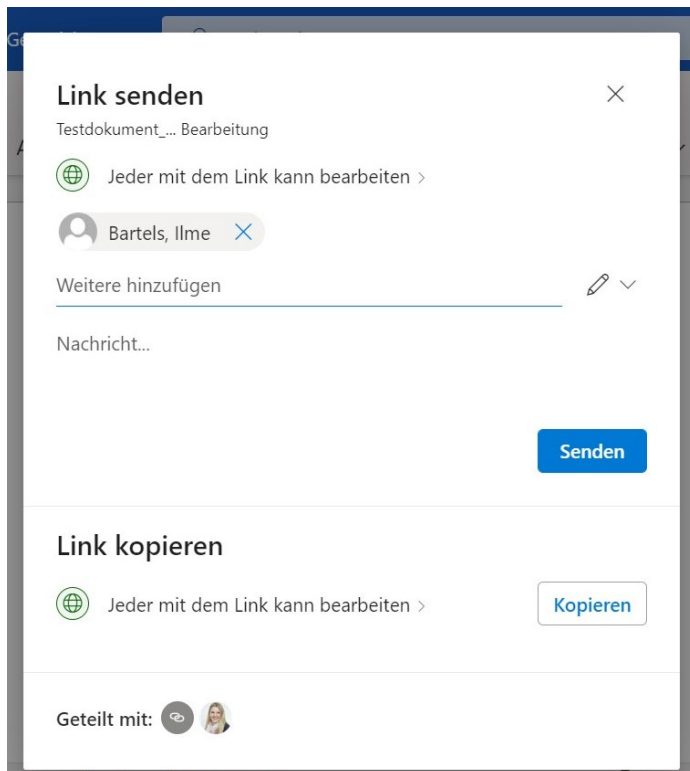 Link senden
Testdokument_... Bearbeitung
Jeder mit dem Link kann bearbeiten
Bartels, Ilme
Weitere hinzufügen
Nachricht...
Senden
Link kopieren
Jeder mit dem Link kann bearbeiten
Kopieren
Geteilt mit: